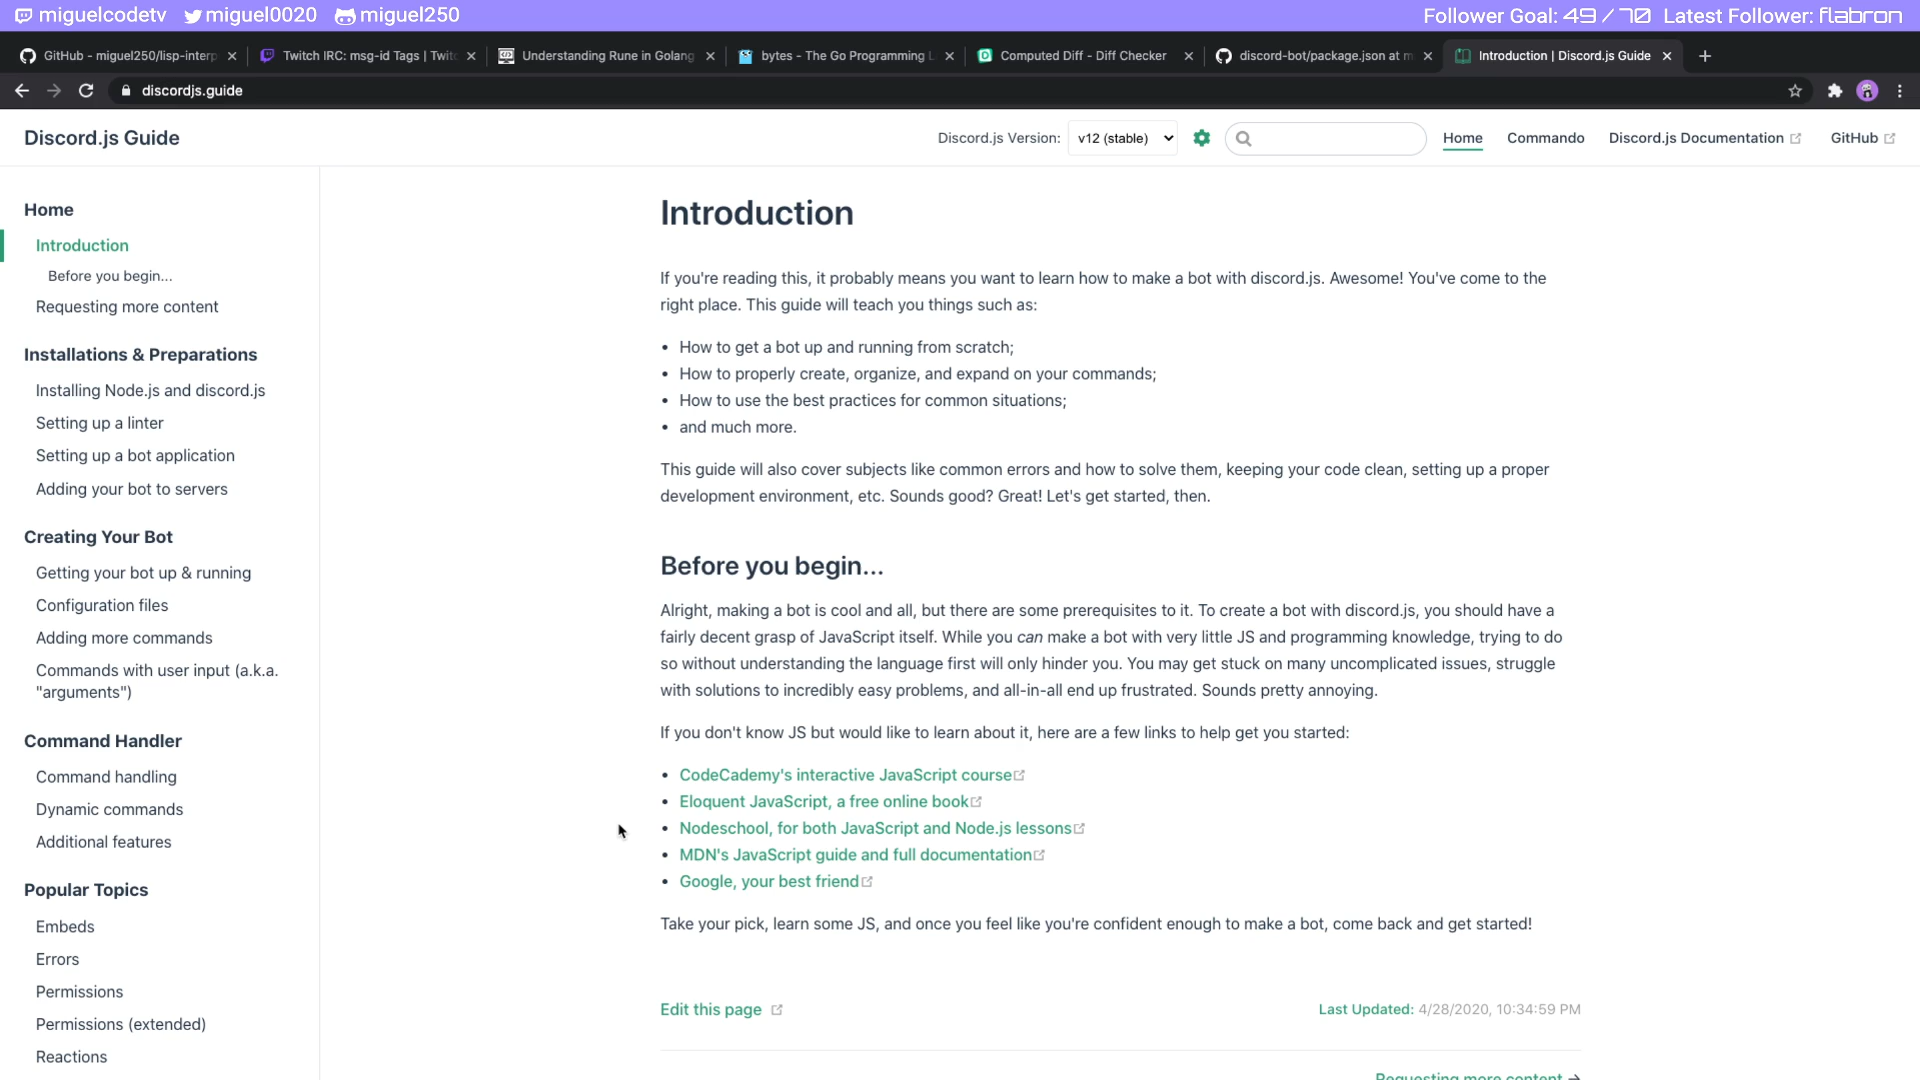 miguelcodetv miguel0020 miguel250 Follower Goal: 49 / 70 Latest Follower: flabron
GitHub - miguel250/lisp-interp Twitch IRC: msg-id Tags | Twitc Understanding Rune in Golang bytes - The Go Programming L Computed Diff - Diff Checker discord-bot/package.json at m Introduction | Discord.js Guide
discordjs.guide
Discord.js Guide Discord.js Version: v12 (stable) Home Commando Discord.js Documentation GitHub
Home
Introduction
Before you begin...
Requesting more content
Installations & Preparations
Installing Node.js and discord.js
Setting up a linter
Setting up a bot application
Adding your bot to servers
Creating Your Bot
Getting your bot up & running
Configuration files
Adding more commands
Commands with user input (a.k.a.
"arguments")
Command Handler
Command handling
Dynamic commands
Additional features
Popular Topics
Embeds
Errors
Permissions
Permissions (extended)
Reactions
Introduction
If you're reading this, it probably means you want to learn how to make a bot with discord.js. Awesome! You've come to the
right place. This guide will teach you things such as:
• How to get a bot up and running from scratch;
• How to properly create, organize, and expand on your commands;
• How to use the best practices for common situations;
• and much more.
This guide will also cover subjects like common errors and how to solve them, keeping your code clean, setting up a proper
development environment, etc. Sounds good? Great! Let's get started, then.
Before you begin...
Alright, making a bot is cool and all, but there are some prerequisites to it. To create a bot with discord.js, you should have a
fairly decent grasp of JavaScript itself. While you can make a bot with very little JS and programming knowledge, trying to do
so without understanding the language first will only hinder you. You may get stuck on many uncomplicated issues, struggle
with solutions to incredibly easy problems, and all-in-all end up frustrated. Sounds pretty annoying.
If you don't know JS but would like to learn about it, here are a few links to help get you started:
• CodeCademy's interactive JavaScript course
• Eloquent JavaScript, a free online book
• Nodeschool, for both JavaScript and Node.js lessons
• MDN's JavaScript guide and full documentation
• Google, your best friend
Take your pick, learn some JS, and once you feel like you're confident enough to make a bot, come back and get started!
Edit this page Last Updated: 4/28/2020, 10:34:59 PM
Requesting more content →